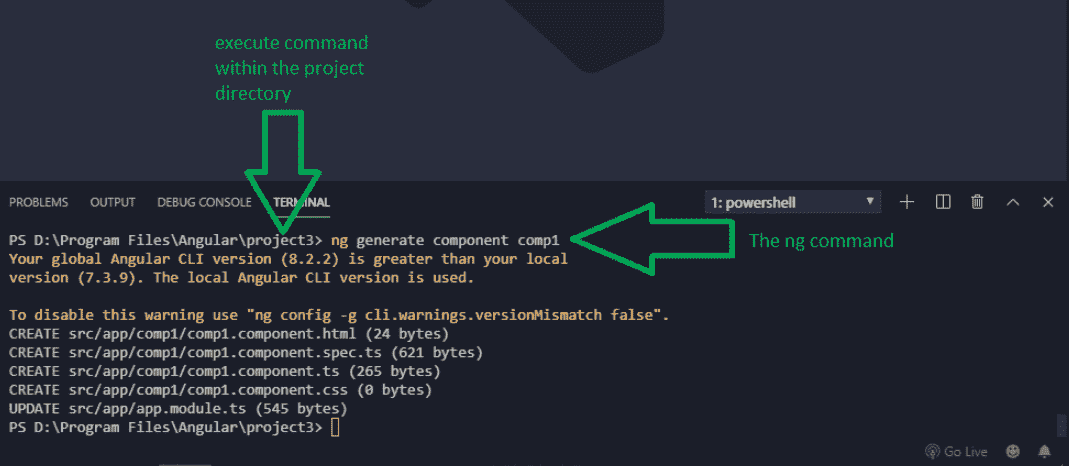 execute command
within the project
directory
PROBLEMS OUTPUT DEBUG CONSOLE TERMINAL 1: powershell
PS D:\Program Files\Angular\project3> ng generate component comp1
The ng command
Your global Angular CLI version (8.2.2) is greater than your local
version (7.3.9). The local Angular CLI version is used.
To disable this warning use "ng config -g cli.warnings.versionMismatch false".
CREATE src/app/comp1/comp1.component.html (24 bytes)
CREATE src/app/comp1/comp1.component.spec.ts (621 bytes)
CREATE src/app/comp1/comp1.component.ts (265 bytes)
CREATE src/app/comp1/comp1.component.css (0 bytes)
UPDATE src/app/app.module.ts (545 bytes)
PS D:\Program Files\Angular\project3>
Go Live